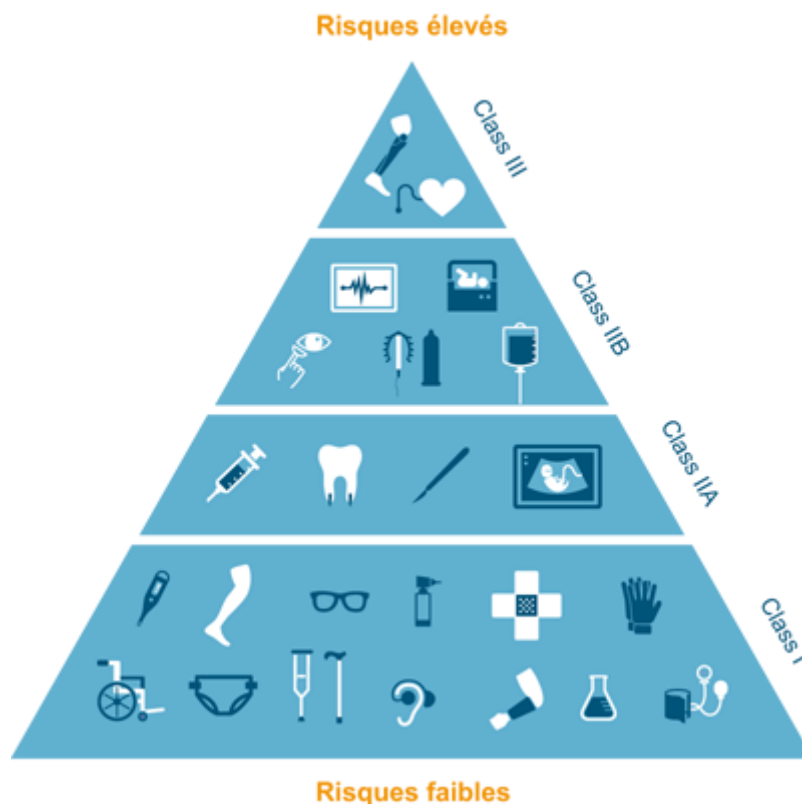 Risques élevés
Class III
Class IIB
Class IIA
Class I
Risques faibles